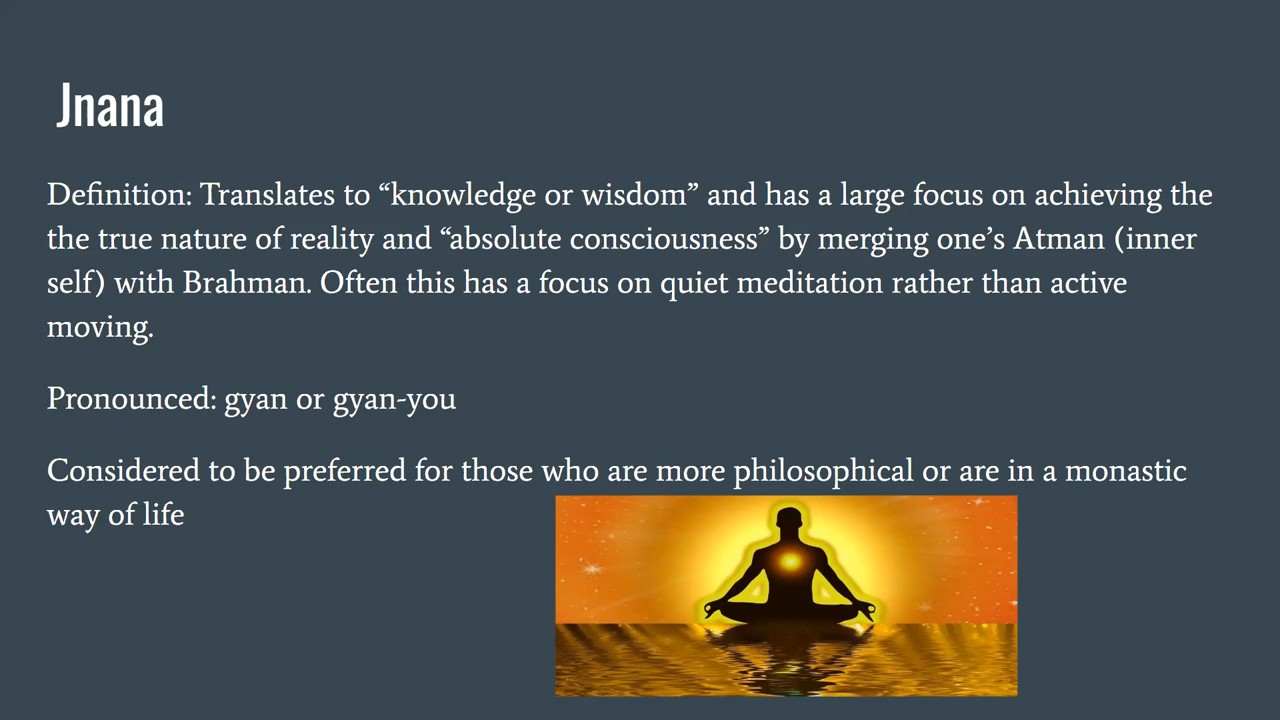 Jnana
Definition: Translates to “knowledge or wisdom” and has a large focus on achieving the
the true nature of reality and “absolute consciousness” by merging one’s Atman (inner
self) with Brahman. Often this has a focus on quiet meditation rather than active
moving.
Pronounced: gyan or gyan-you
Considered to be preferred for those who are more philosophical or are in a monastic
way of life